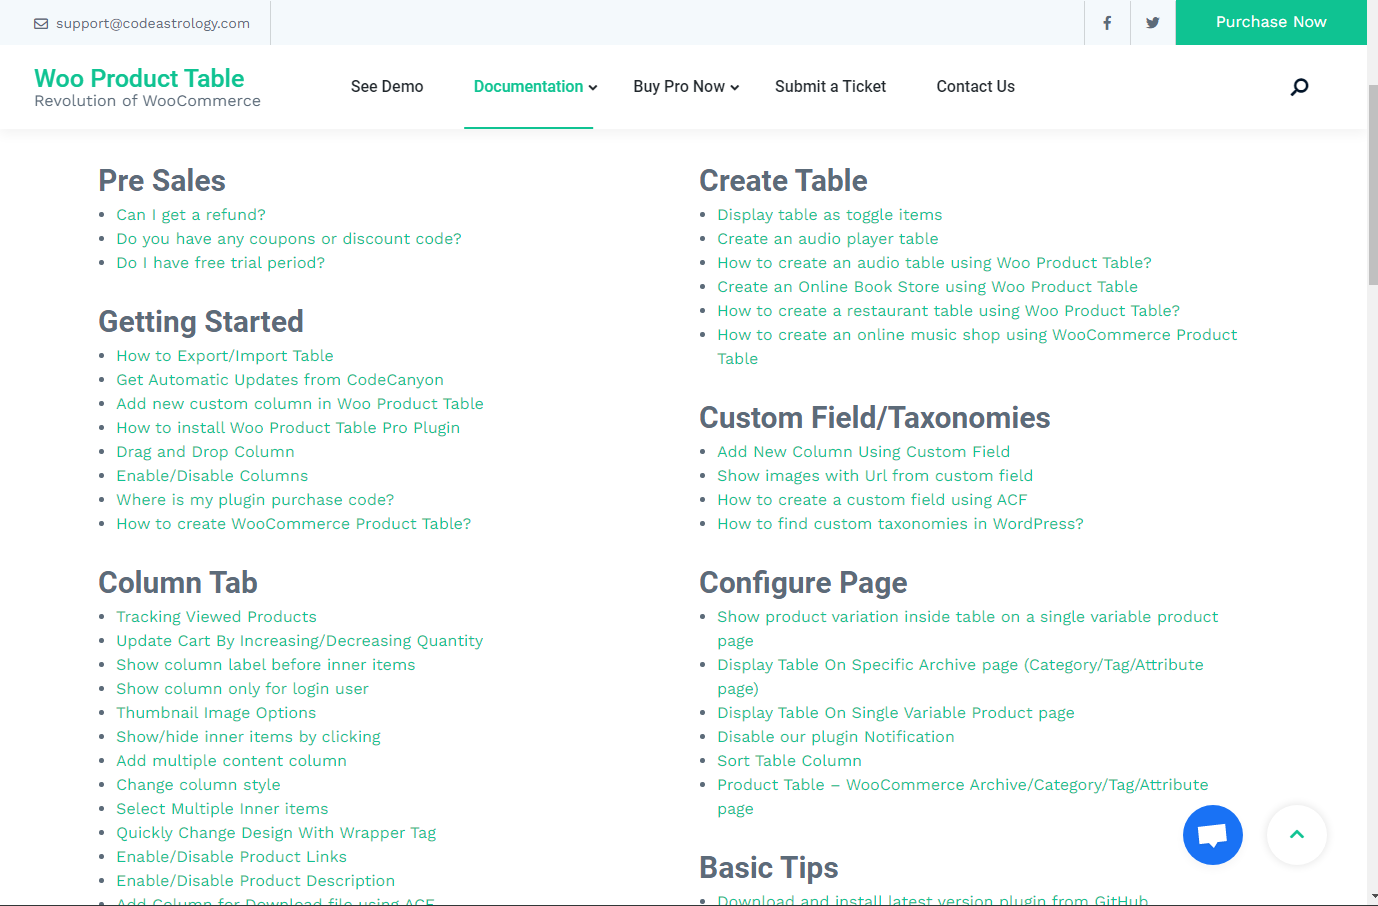 support@codeastrology.com
Purchase Now
Woo Product Table
Revolution of WooCommerce
See Demo
Documentation
Buy Pro Now
Submit a Ticket
Contact Us
Pre Sales
Can I get a refund?
Do you have any coupons or discount code?
Do I have free trial period?
Getting Started
How to Export/Import Table
Get Automatic Updates from CodeCanyon
Add new custom column in Woo Product Table
How to install Woo Product Table Pro Plugin
Drag and Drop Column
Enable/Disable Columns
Where is my plugin purchase code?
How to create WooCommerce Product Table?
Column Tab
Tracking Viewed Products
Update Cart By Increasing/Decreasing Quantity
Show column label before inner items
Show column only for login user
Thumbnail Image Options
Show/hide inner items by clicking
Add multiple content column
Change column style
Select Multiple Inner items
Quickly Change Design With Wrapper Tag
Enable/Disable Product Links
Enable/Disable Product Description
Add Column for Download file using ACF
Create Table
Display table as toggle items
Create an audio player table
How to create an audio table using Woo Product Table?
Create an Online Book Store using Woo Product Table
How to create a restaurant table using Woo Product Table?
How to create an online music shop using WooCommerce Product
Table
Custom Field/Taxonomies
Add New Column Using Custom Field
Show images with Url from custom field
How to create a custom field using ACF
How to find custom taxonomies in WordPress?
Configure Page
Show product variation inside table on a single variable product
page
Display Table On Specific Archive page (Category/Tag/Attribute
page)
Display Table On Single Variable Product page
Disable our plugin Notification
Sort Table Column
Product Table – WooCommerce Archive/Category/Tag/Attribute
page
Basic Tips
Download and install latest version plugin from GitHub